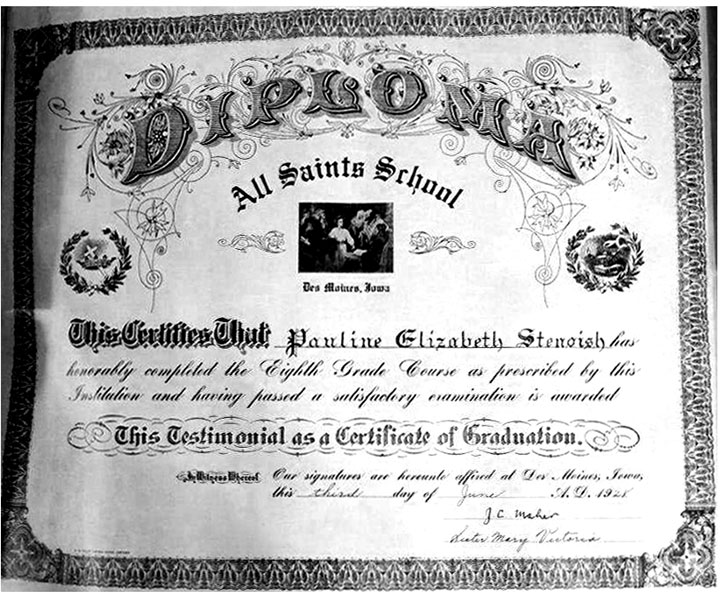 DIPLOMA
All Saints School
Des Moines, Iowa
This Certifies That Pauline Elizabeth Stenoish has
honorably completed the Eighth Grade Course as prescribed by this
Institution and having passed a satisfactory examination is awarded
This Testimonial as a Certificate of Graduation.
In Witness Whereof Our signatures are hereunto affixed at Des Moines, Iowa,
this third day of June A.D. 1928
J.C. Maher
Sister Mary Victoria